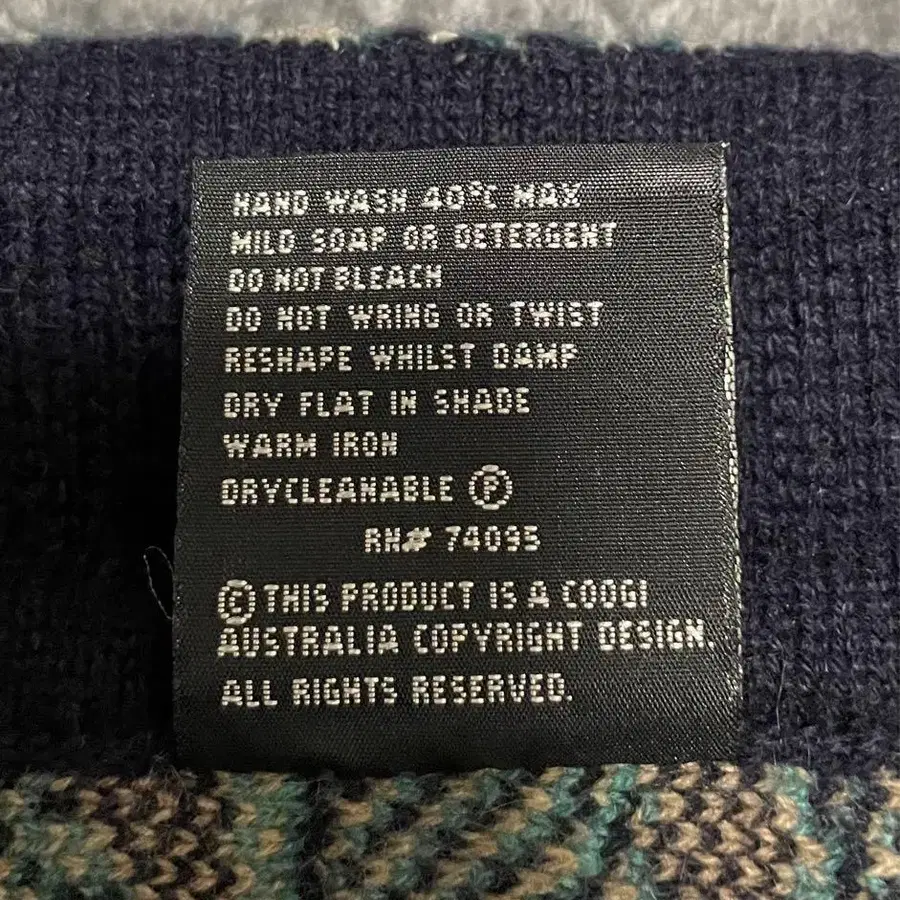 HAND WASH 40°C MAX
MILD SOAP OR DETERGENT
DO NOT BLEACH
DO NOT WRING OR TWIST
RESHAPE WHILST DAMP
DRY FLAT IN SHADE
WARM IRON
DRYCLEANABLE Ⓟ
RN# 74095
© THIS PRODUCT IS A COOGI
AUSTRALIA COPYRIGHT DESIGN.
ALL RIGHTS RESERVED.